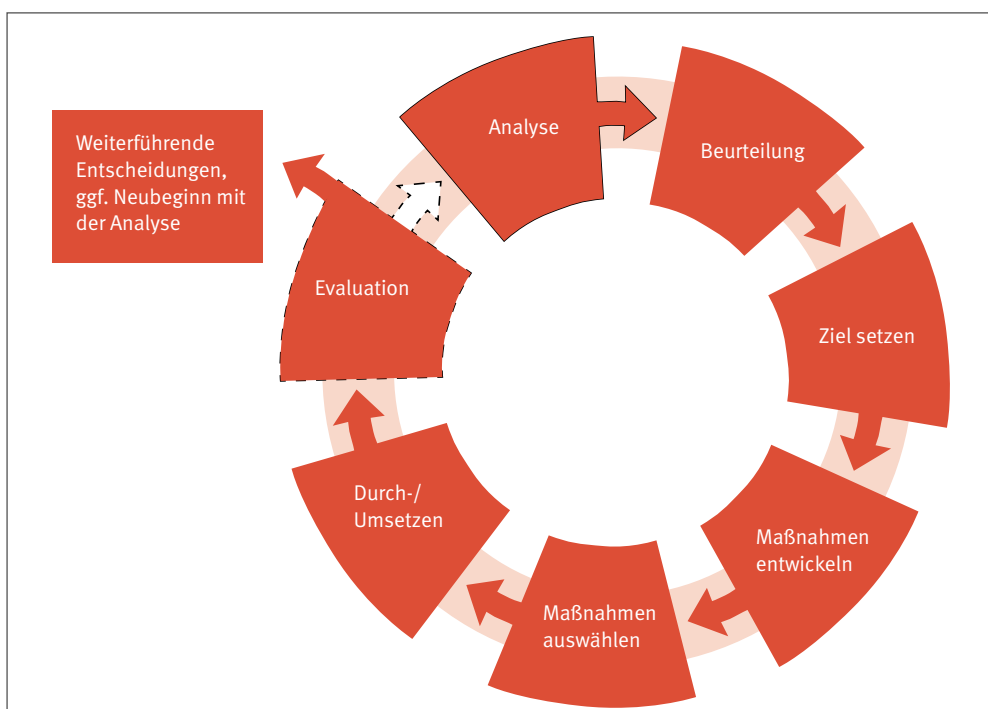 Analyse
Beurteilung
Ziel setzen
Maßnahmen
entwickeln
Maßnahmen
auswählen
Durch-/
Umsetzen
Evaluation
Weiterführende
Entscheidungen,
ggf. Neubeginn mit
der Analyse